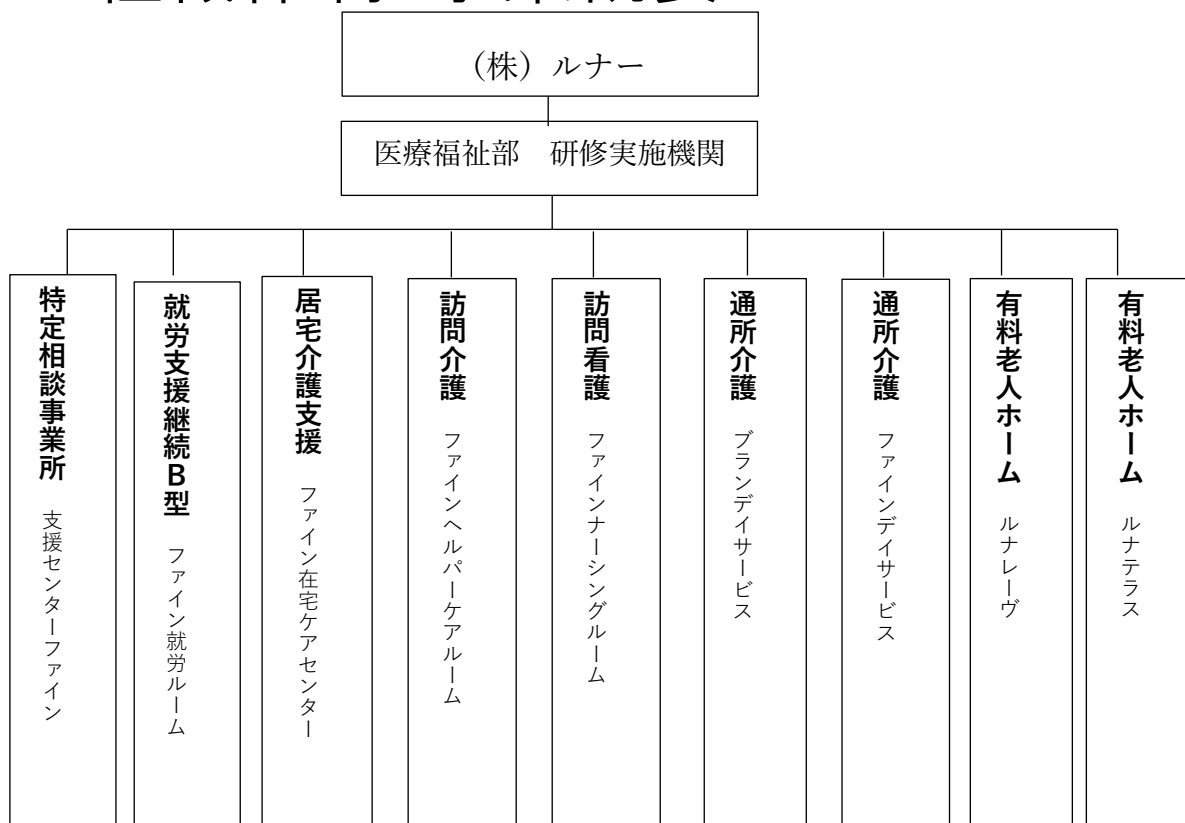 (株)ルナー
医療福祉部　研修実施機関
特定相談事業所　支援センターファイン
就労支援継続B型　ファイン就労ルーム
居宅介護支援　ファイン在宅ケアセンター
訪問介護　ファインヘルパーケアルーム
訪問看護　ファインナーシングルーム
通所介護　ブランデイサービス
通所介護　ファインデイサービス
有料老人ホーム　ルナレーヴ
有料老人ホーム　ルナテラス